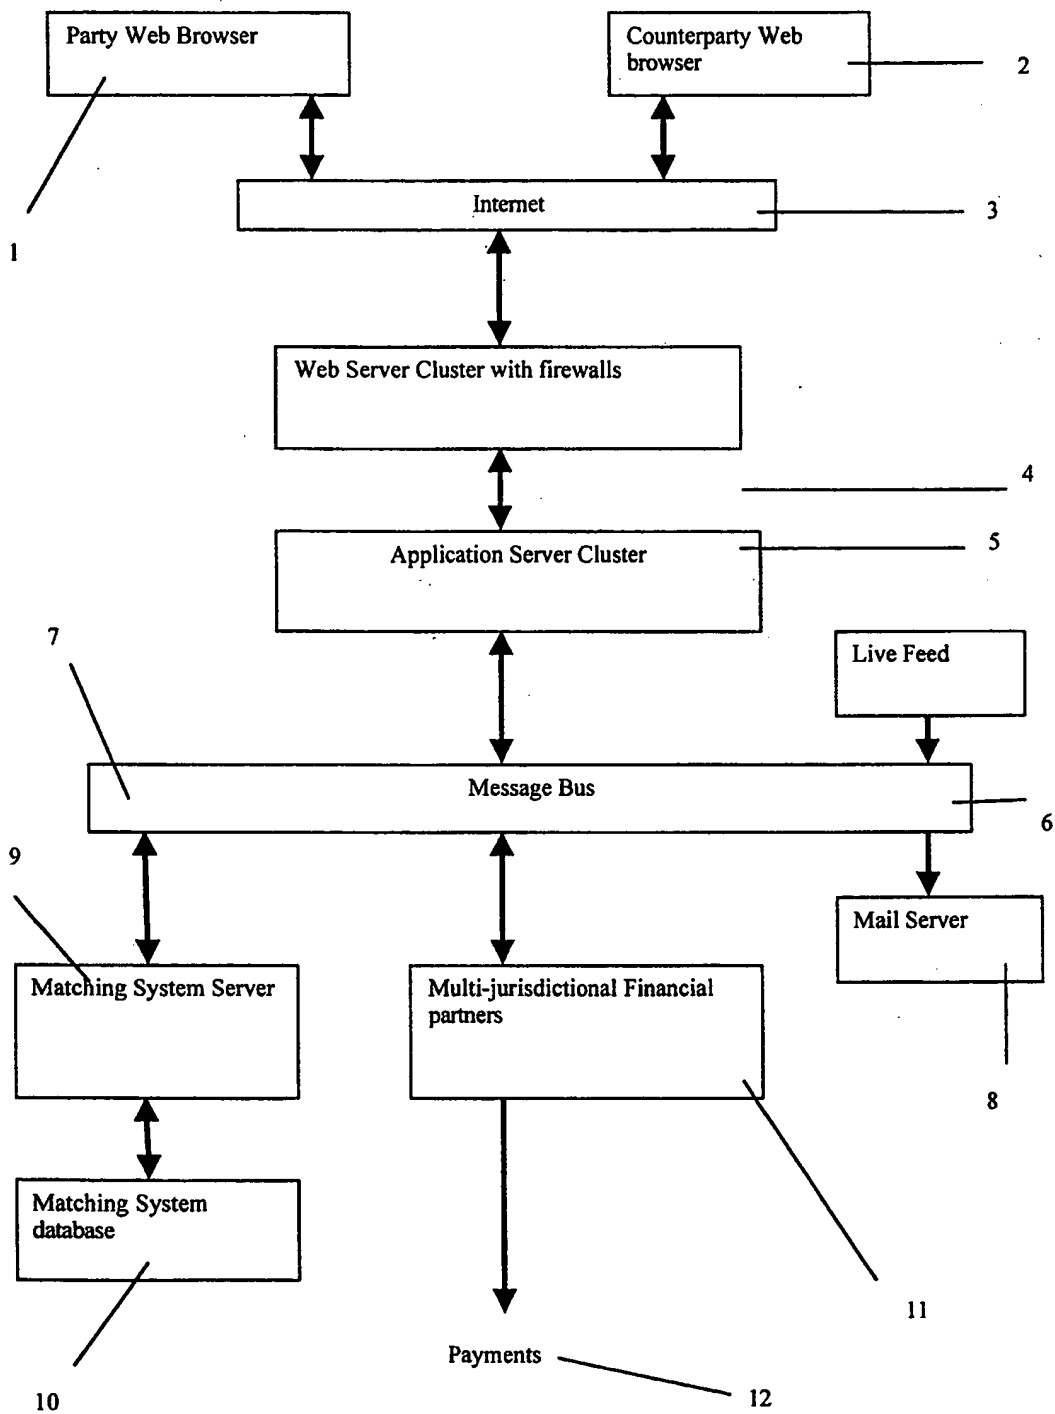 Party Web Browser
Counterparty Web
browser
2
Internet
3
1
Web Server Cluster with firewalls
4
Application Server Cluster
5
7
Live Feed
Message Bus
6
9
Mail Server
Matching System Server
Multi-jurisdictional Financial
partners
8
Matching System
database
11
Payments
12
10